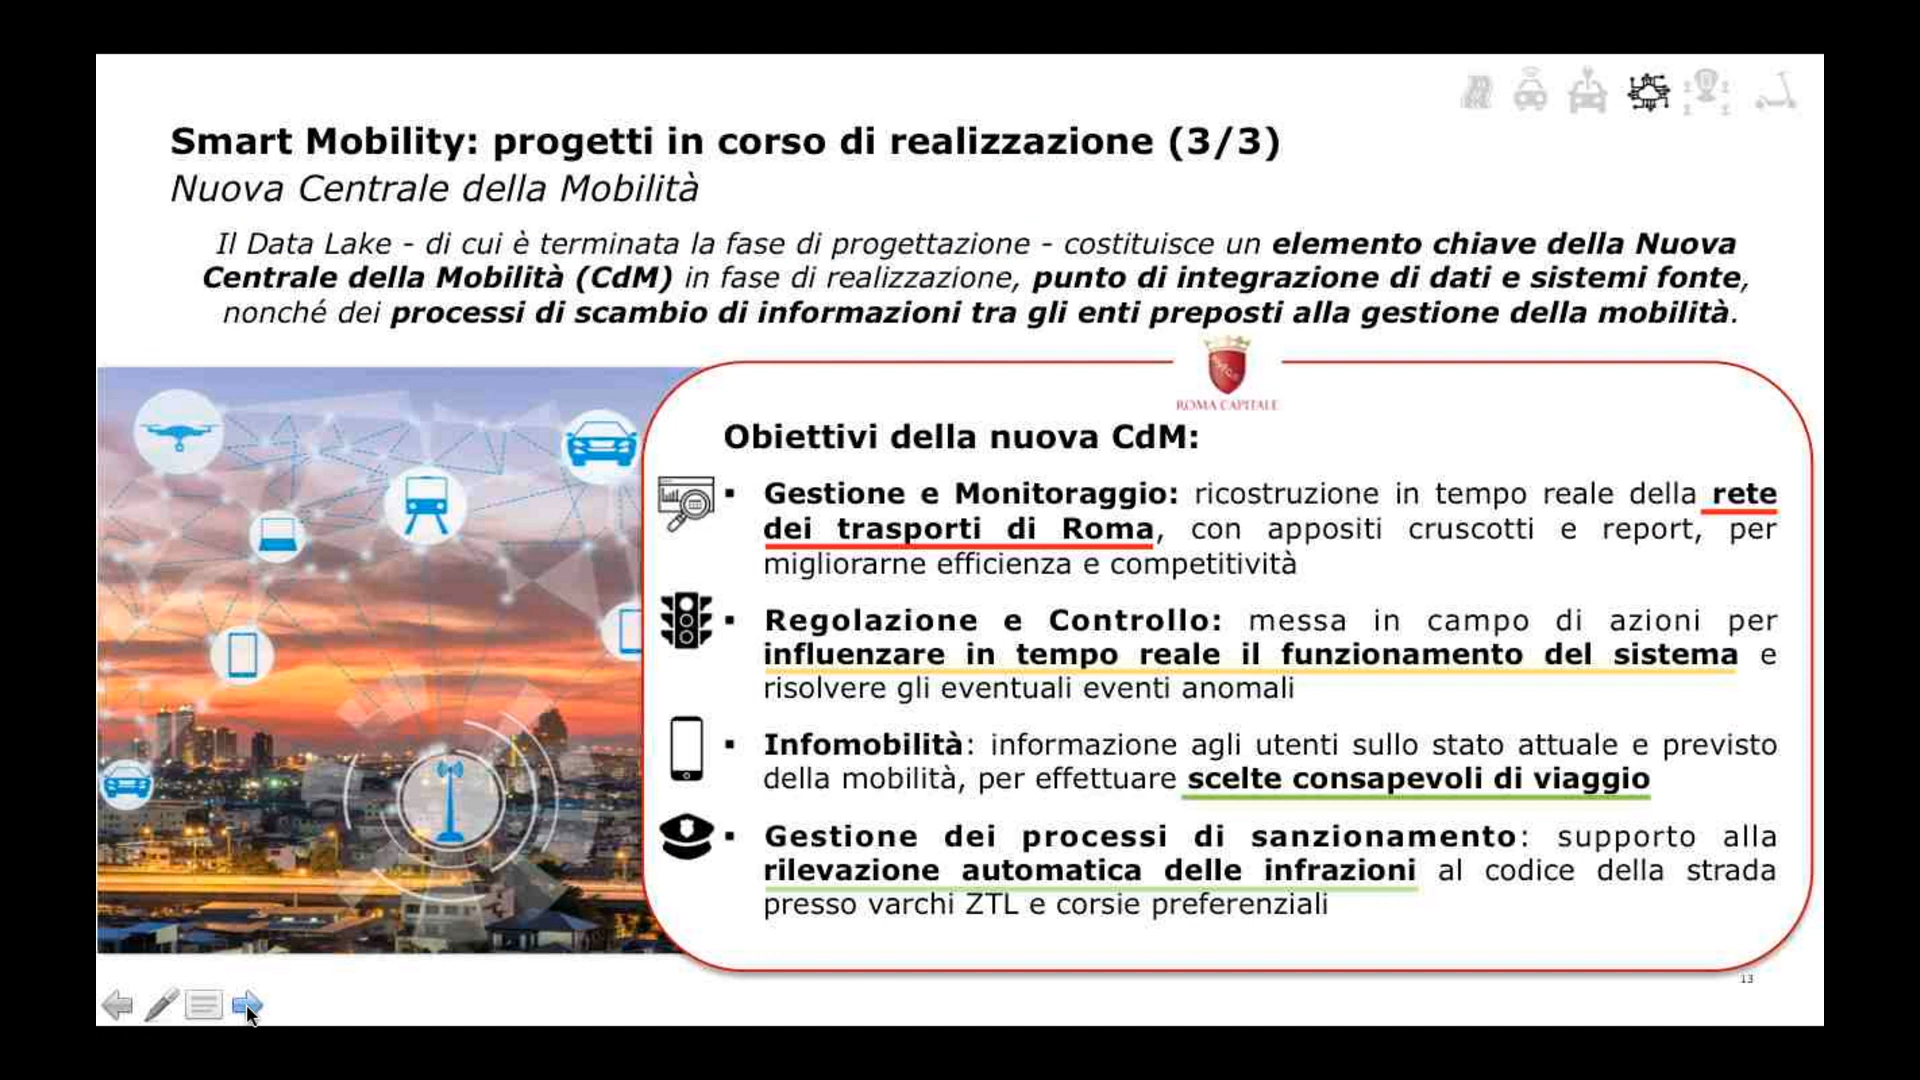 Smart Mobility: progetti in corso di realizzazione (3/3)
Nuova Centrale della Mobilità
Il Data Lake - di cui è terminata la fase di progettazione - costituisce un elemento chiave della Nuova
Centrale della Mobilità (CdM) in fase di realizzazione, punto di integrazione di dati e sistemi fonte,
nonché dei processi di scambio di informazioni tra gli enti preposti alla gestione della mobilità.
ROMA CAPITALE
Obiettivi della nuova CdM:
▪ Gestione e Monitoraggio: ricostruzione in tempo reale della rete
dei trasporti di Roma, con appositi cruscotti e report, per
migliorarne efficienza e competitività
▪ Regolazione e Controllo: messa in campo di azioni per
influenzare in tempo reale il funzionamento del sistema e
risolvere gli eventuali eventi anomali
▪ Infomobilità: informazione agli utenti sullo stato attuale e previsto
della mobilità, per effettuare scelte consapevoli di viaggio
▪ Gestione dei processi di sanzionamento: supporto alla
rilevazione automatica delle infrazioni al codice della strada
presso varchi ZTL e corsie preferenziali
13